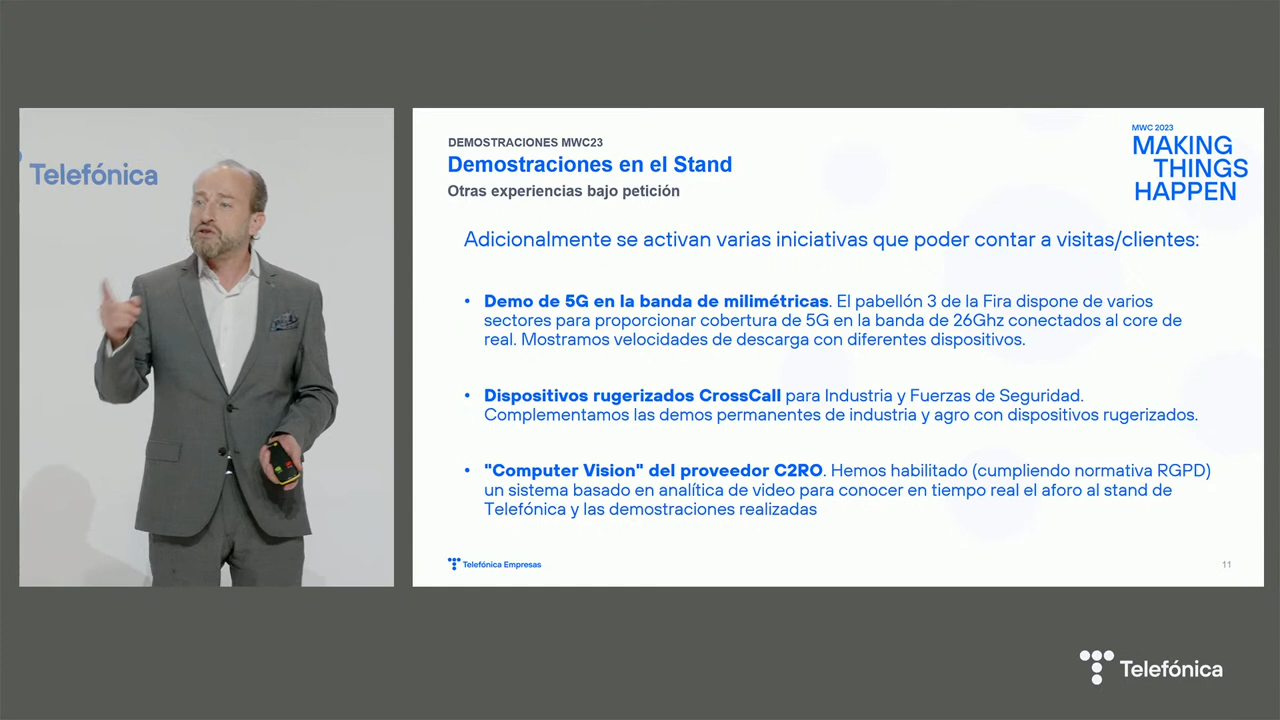 Telefónica
DEMOSTRACIONES MWC23
Demostraciones en el Stand
Otras experiencias bajo petición
MWC 2023
MAKING
THINGS
HAPPEN
Adicionalmente se activan varias iniciativas que poder contar a visitas/clientes:
• Demo de 5G en la banda de milimétricas. El pabellón 3 de la Fira dispone de varios
sectores para proporcionar cobertura de 5G en la banda de 26Ghz conectados al core de
real. Mostramos velocidades de descarga con diferentes dispositivos.
• Dispositivos rugerizados CrossCall para Industria y Fuerzas de Seguridad.
Complementamos las demos permanentes de industria y agro con dispositivos rugerizados.
• "Computer Vision" del proveedor C2RO. Hemos habilitado (cumpliendo normativa RGPD)
un sistema basado en analítica de video para conocer en tiempo real el aforo al stand de
Telefónica y las demostraciones realizadas
Telefónica Empresas
11
Telefónica